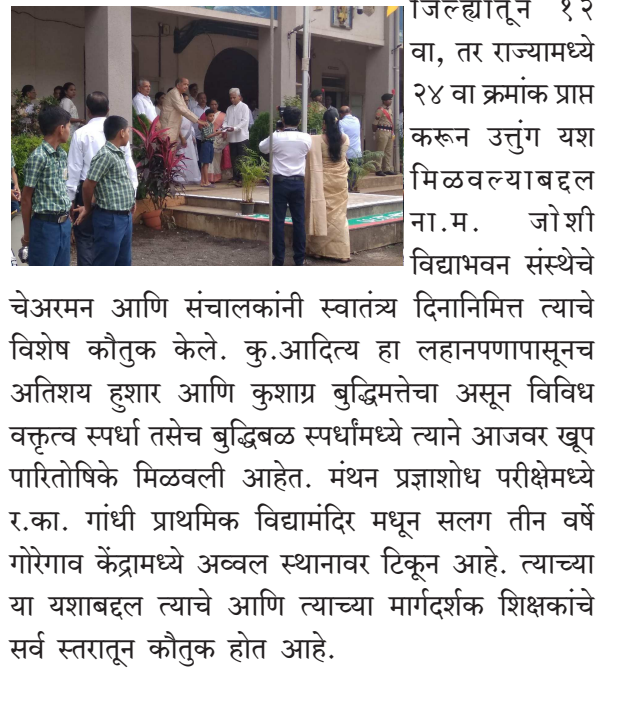 जिल्ह्यातून १२
वा, तर राज्यामध्ये
२४ वा क्रमांक प्राप्त
करून उत्तुंग यश
मिळवल्याबद्दल
ना.म. जोशी
विद्याभवन संस्थेचे
चेअरमन आणि संचालकांनी स्वातंत्र्य दिनानिमित्त त्याचे
विशेष कौतुक केले. कु.आदित्य हा लहानपणापासूनच
अतिशय हुशार आणि कुशाग्र बुद्धिमत्तेचा असून विविध
वक्तृत्व स्पर्धा तसेच बुद्धिबळ स्पर्धांमध्ये त्याने आजवर खूप
पारितोषिके मिळवली आहेत. मंथन प्रज्ञाशोध परीक्षेमध्ये
र.का. गांधी प्राथमिक विद्यामंदिर मधून सलग तीन वर्षे
गोरेगाव केंद्रामध्ये अव्वल स्थानावर टिकून आहे. त्याच्या
या यशाबद्दल त्याचे आणि त्याच्या मार्गदर्शक शिक्षकांचे
सर्व स्तरातून कौतुक होत आहे.